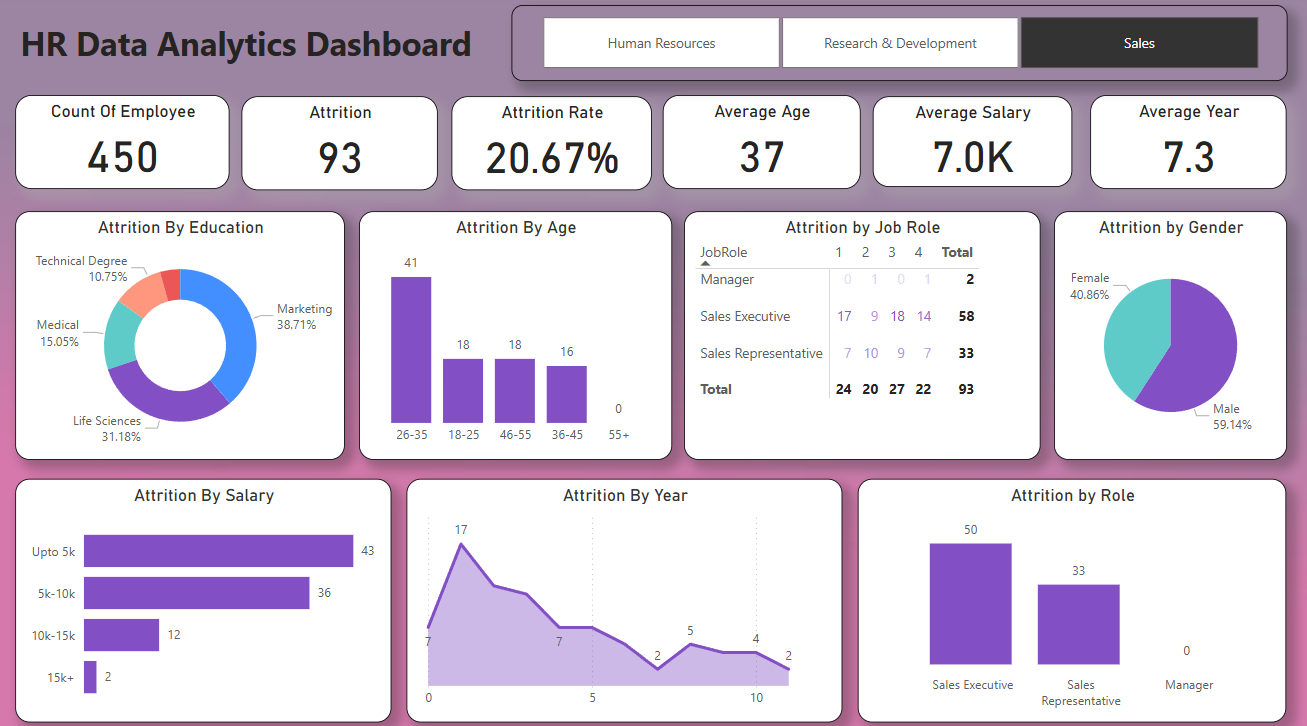 HR Data Analytics Dashboard
Human Resources
Research & Development
Sales
Count Of Employee
450
Attrition
93
Attrition Rate
20.67%
Average Age
37
Average Salary
7.0K
Average Year
7.3
Attrition By Education
Technical Degree
10.75%
Marketing
38.71%
Medical
15.05%
Life Sciences
31.18%
Attrition By Age
41
18
18
16
0
26-35
18-25
46-55
36-45
55+
Attrition by Job Role
JobRole 1 2 3 4 Total
Manager 0 1 0 1 2
Sales Executive 17 9 18 14 58
Sales Representative 7 10 9 7 33
Total 24 20 27 22 93
Attrition by Gender
Female
40.86%
Male
59.14%
Attrition By Salary
Upto 5k 43
5k-10k 36
10k-15k 12
15k+ 2
Attrition By Year
17
7
7
2
5
4
2
0 5 10
Attrition by Role
50
33
0
Sales Executive
Sales
Representative
Manager